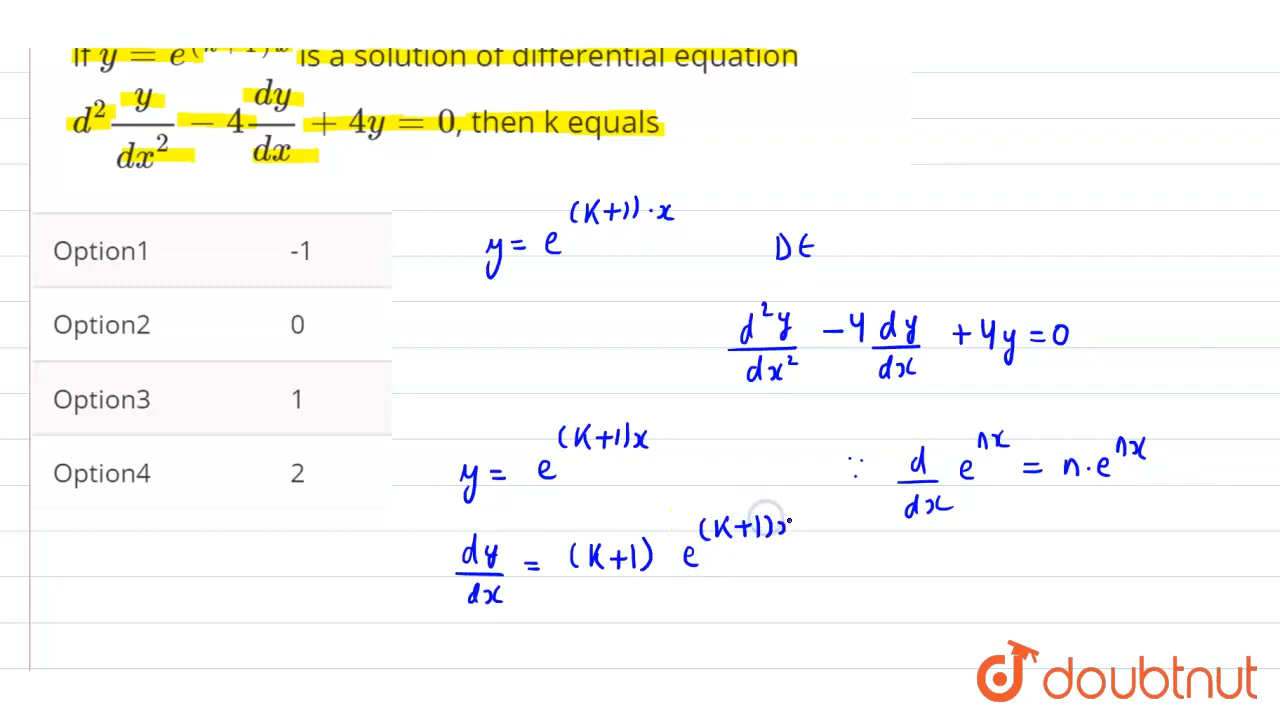 If y = e^(k+1)x is a solution of differential equation
d² y/dx² − 4 dy/dx + 4y = 0, then k equals
Option1 -1
Option2 0
Option3 1
Option4 2
y = e^(K+1)·x DE
d²y/dx² − 4 dy/dx + 4y = 0
y = e^(K+1)x ∵ d/dx e^nx = n·e^nx
dy/dx = (K+1) e^(K+1)x
doubtnut